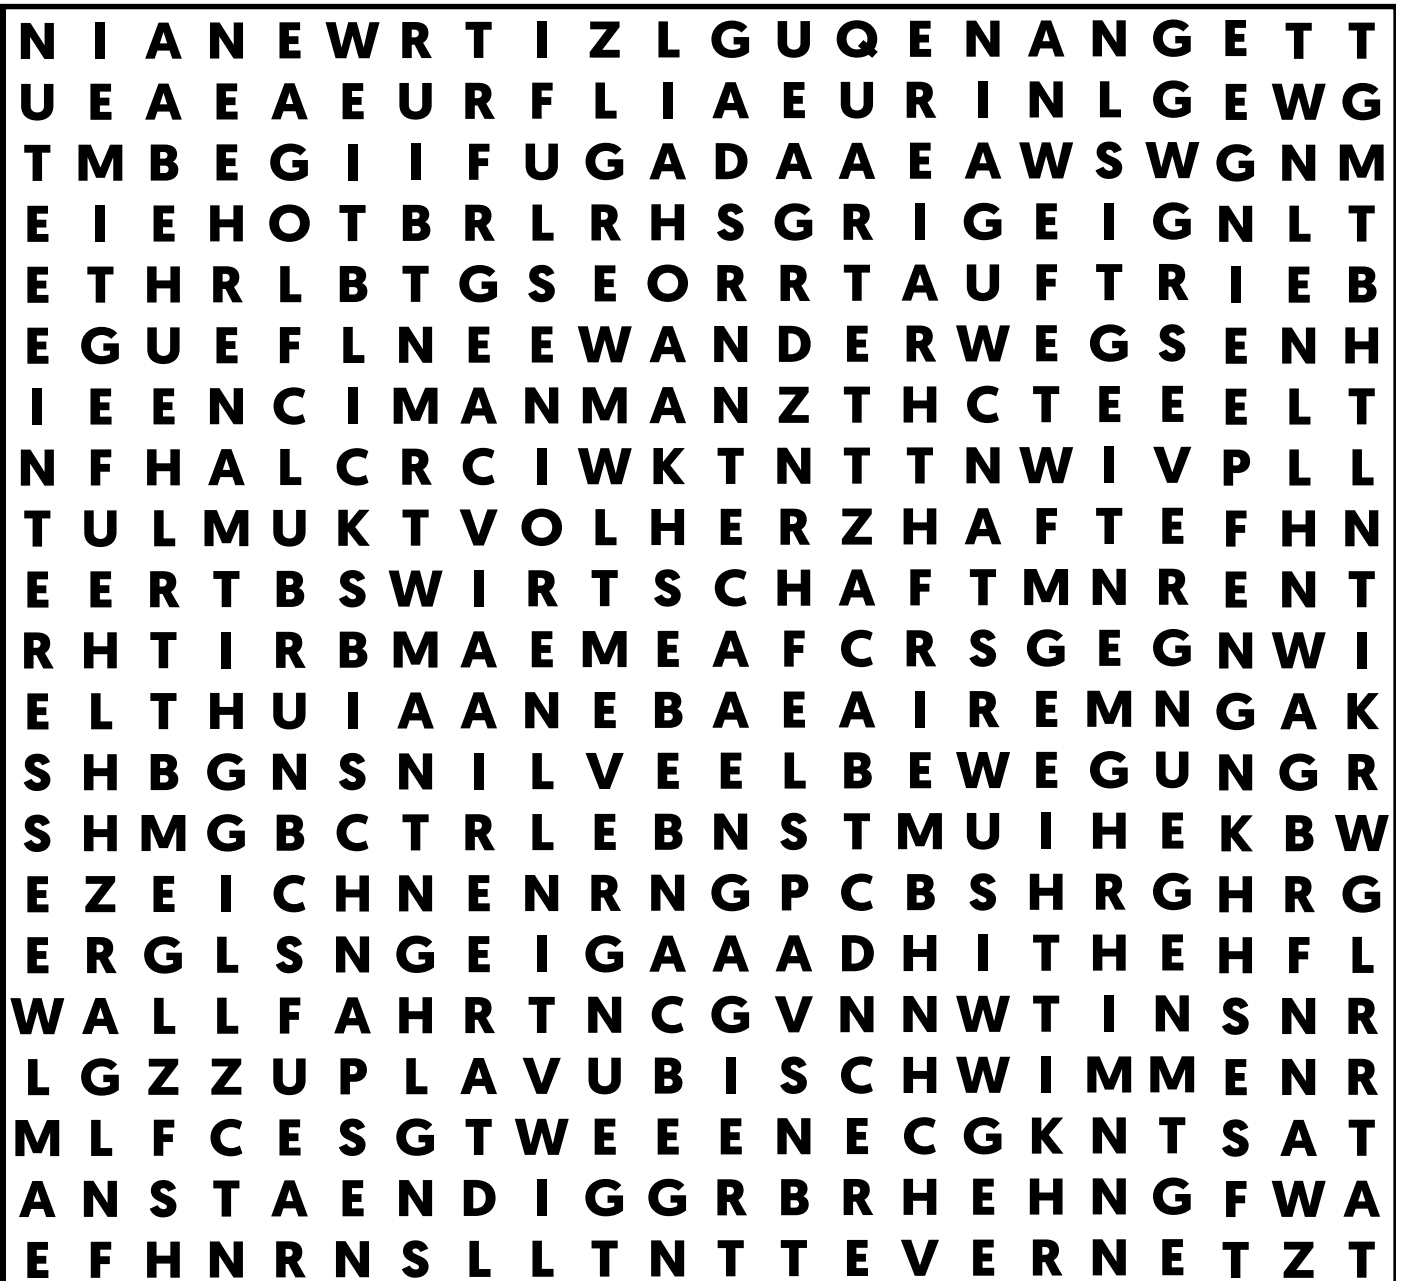 N I A N E W R T I Z L G U Q E N A N G E T T
U E A E A E U R F L I A E U R I N L G E W G
T M B E G I I F U G A D A A E A W S W G N M
E I E H O T B R L R H S G R I G E I G N L T
E T H R L B T G S E O R R T A U F T R I E B
E G U E F L N E E W A N D E R W E G S E N H
I E E N C I M A N M A N Z T H C T E E E L T
N F H A L C R C I W K T N T T N W I V P L L
T U L M U K T V O L H E R Z H A F T E F H N
E E R T B S W I R T S C H A F T M N R E N T
R H T I R B M A E M E A F C R S G E G N W I
E L T H U I A A N E B A E A I R E M N G A K
S H B G N S N I L V E E L B E W E G U N G R
S H M G B C T R L E B N S T M U I H E K B W
E Z E I C H N E N R N G P C B S H R G H R G
E R G L S N G E I G A A A D H I T H E H F L
W A L L F A H R T N C G V N N W T I N S N R
L G Z Z U P L A V U B I S C H W I M M E N R
M L F C E S G T W E E E N E C G K N T S A T
A N S T A E N D I G G R B R H E H N G F W A
E F H N R N S L L T N T T E V E R N E T Z T